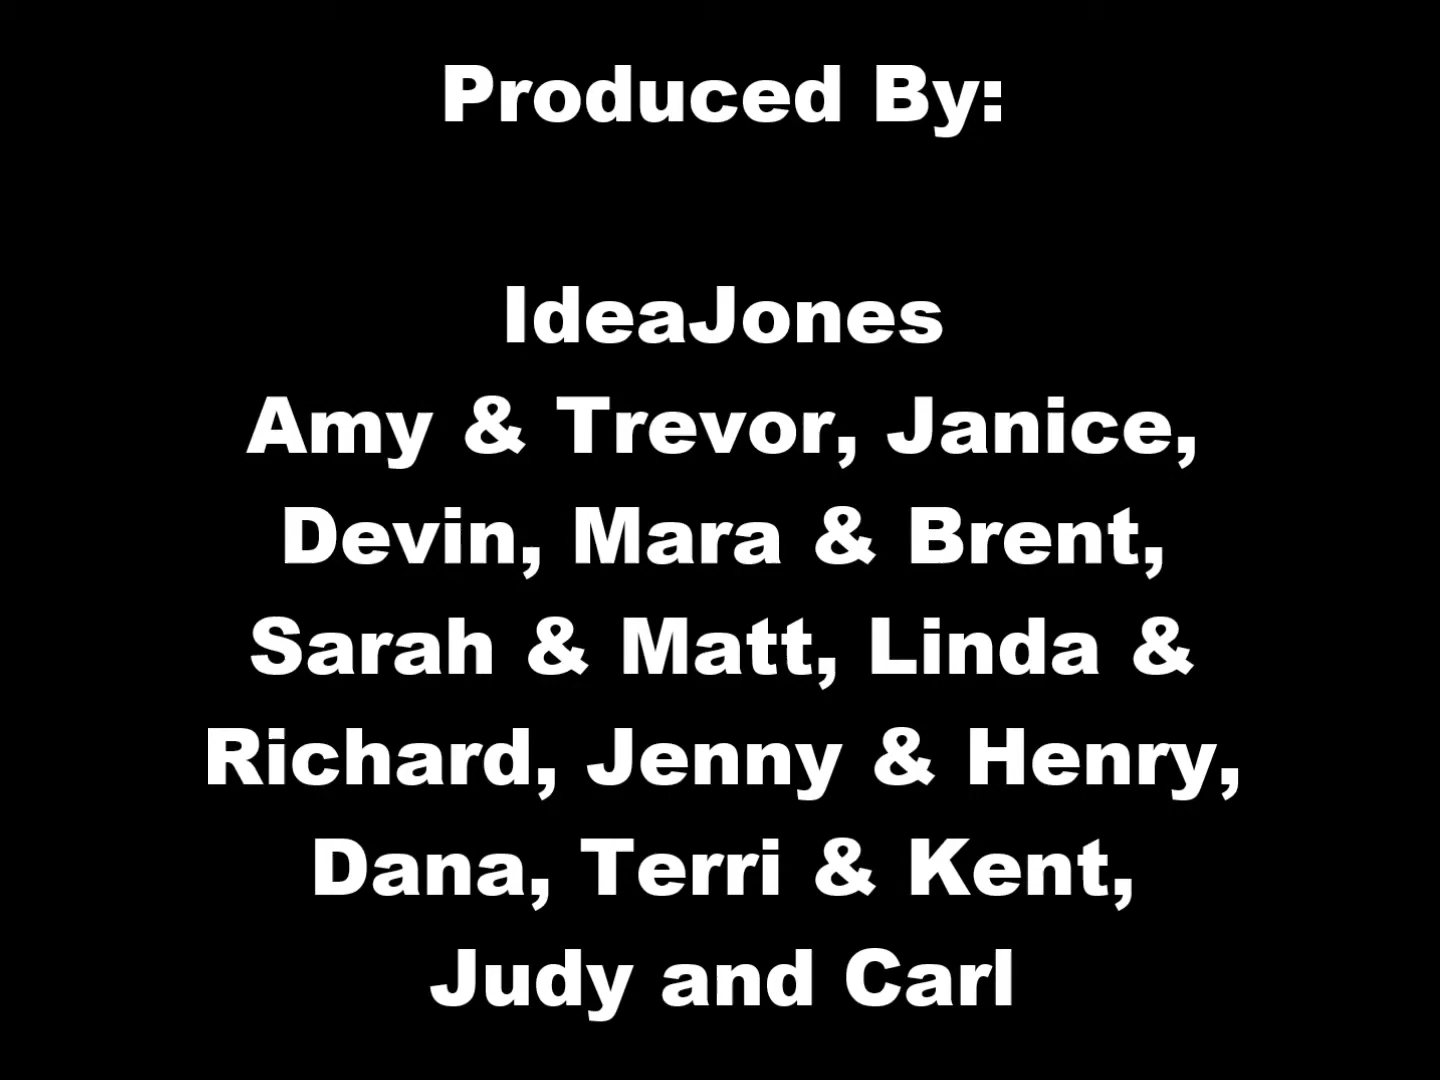 Produced By:
IdeaJones
Amy & Trevor, Janice,
Devin, Mara & Brent,
Sarah & Matt, Linda &
Richard, Jenny & Henry,
Dana, Terri & Kent,
Judy and Carl